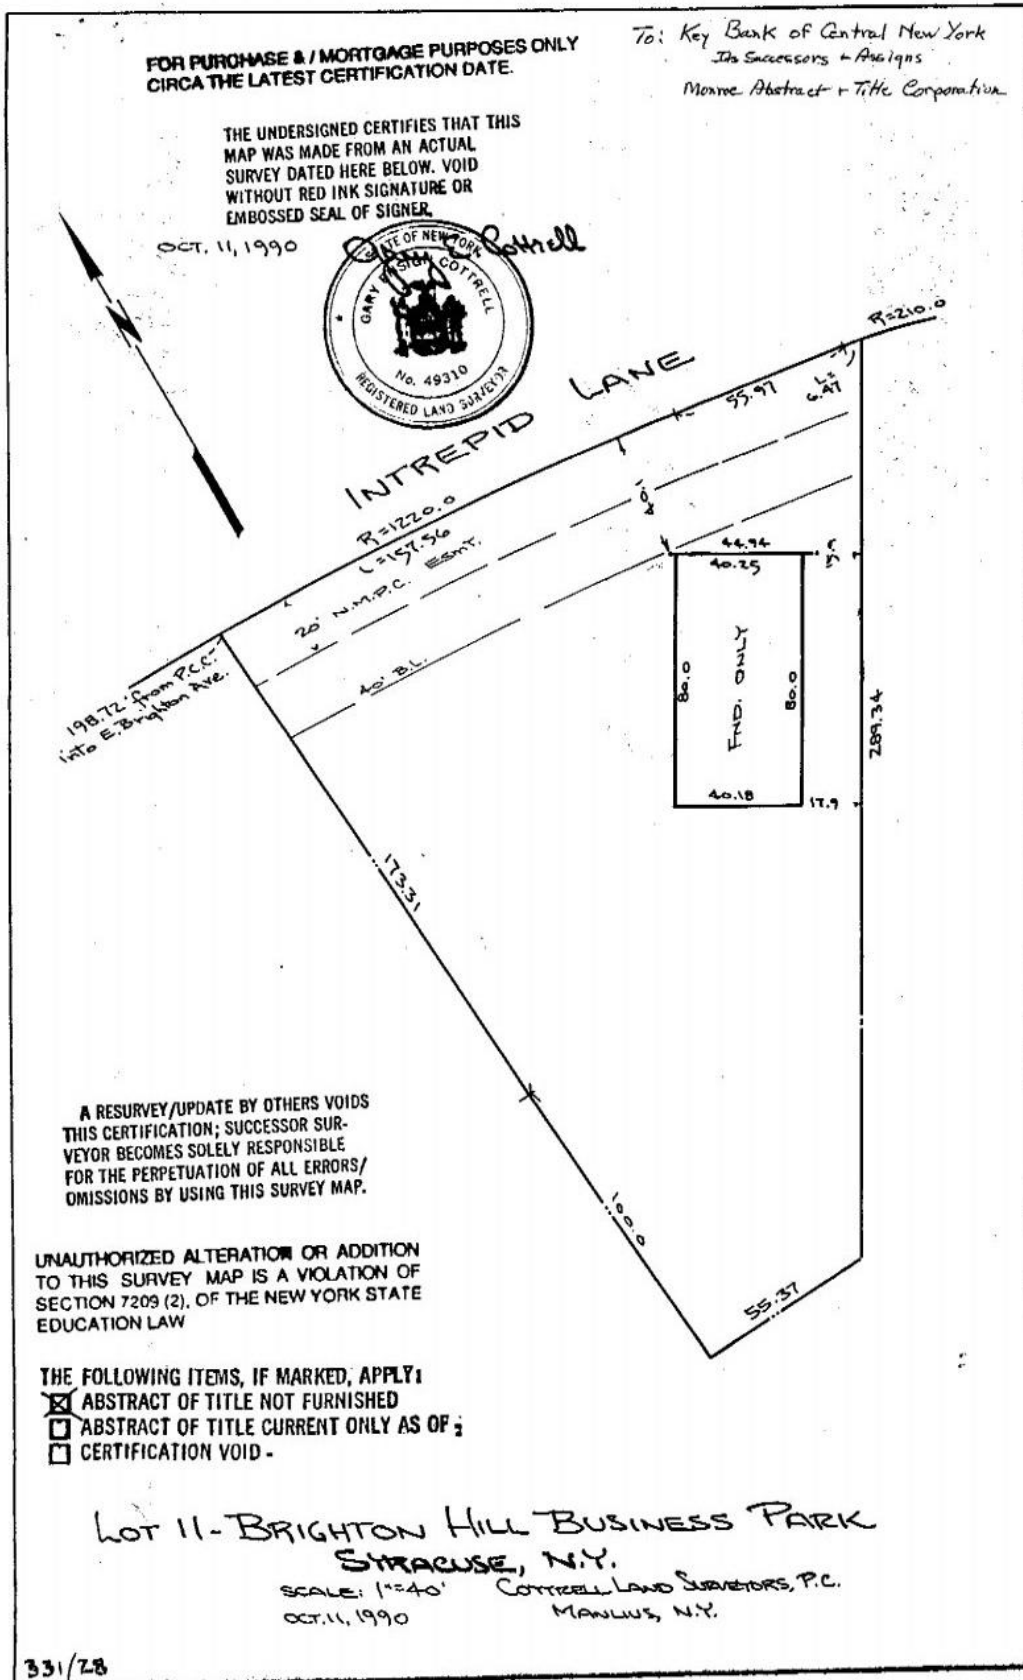 FOR PURCHASE & / MORTGAGE PURPOSES ONLY
CIRCA THE LATEST CERTIFICATION DATE.
To: Key Bank of Central New York
Its Successors + Assigns
Monroe Abstract + Title Corporation
THE UNDERSIGNED CERTIFIES THAT THIS
MAP WAS MADE FROM AN ACTUAL
SURVEY DATED HERE BELOW. VOID
WITHOUT RED INK SIGNATURE OR
EMBOSSED SEAL OF SIGNER.
OCT. 11, 1990
Gary E Cottrell
STATE OF NEW YORK
GARY ENSIGN COTTRELL
No. 49310
REGISTERED LAND SURVEYOR
N
INTREPID LANE
R=210.0
55.97
L=
6.47
R=1220.0
L=157.56
20' N.M.P.C. ESMT.
40'
40' B.L.
198.72' from P.C.C.
into E. Brighton Ave.
44.94
40.25
80.0
FND. ONLY
80.0
289.34
40.18
17.9
173.31
100.0
55.37
A RESURVEY/UPDATE BY OTHERS VOIDS
THIS CERTIFICATION; SUCCESSOR SUR-
VEYOR BECOMES SOLELY RESPONSIBLE
FOR THE PERPETUATION OF ALL ERRORS/
OMISSIONS BY USING THIS SURVEY MAP.
UNAUTHORIZED ALTERATION OR ADDITION
TO THIS SURVEY MAP IS A VIOLATION OF
SECTION 7209 (2), OF THE NEW YORK STATE
EDUCATION LAW
THE FOLLOWING ITEMS, IF MARKED, APPLY:
☒ ABSTRACT OF TITLE NOT FURNISHED
☐ ABSTRACT OF TITLE CURRENT ONLY AS OF :
☐ CERTIFICATION VOID -
LOT 11 - BRIGHTON HILL BUSINESS PARK
SYRACUSE, N.Y.
SCALE: 1"=40' COTTRELL LAND SURVEYORS, P.C.
OCT. 11, 1990 MANLIUS, N.Y.
331/28